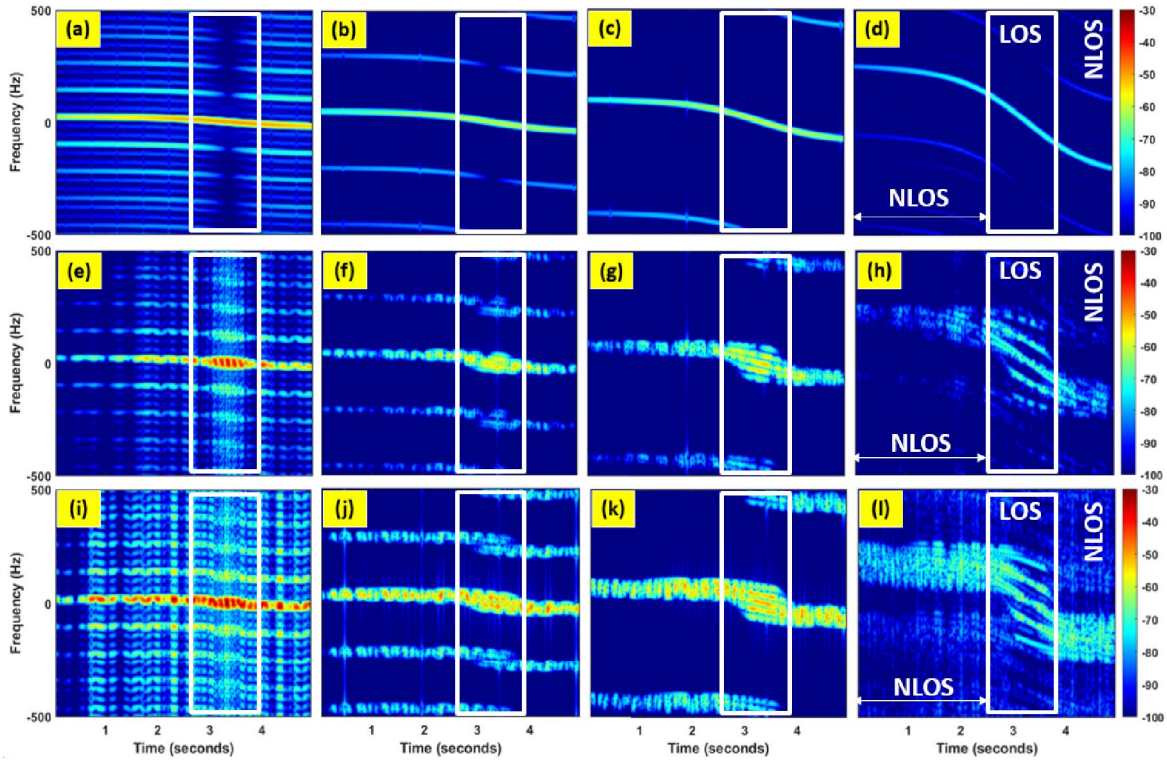 500 (a) (b) (c) (d) LOS NLOS -30
-40
-50
Frequency (Hz) 0 -60
-70
-80
NLOS -90
-500 -100
500 (e) (f) (g) (h) LOS NLOS -30
-40
-50
Frequency (Hz) 0 -60
-70
-80
NLOS -90
-500 -100
500 (i) (j) (k) (l) LOS NLOS -30
-40
-50
Frequency (Hz) 0 -60
-70
-80
NLOS -90
-500 -100
1 2 3 4 1 2 3 4 1 2 3 4 1 2 3 4
Time (seconds) Time (seconds) Time (seconds) Time (seconds)